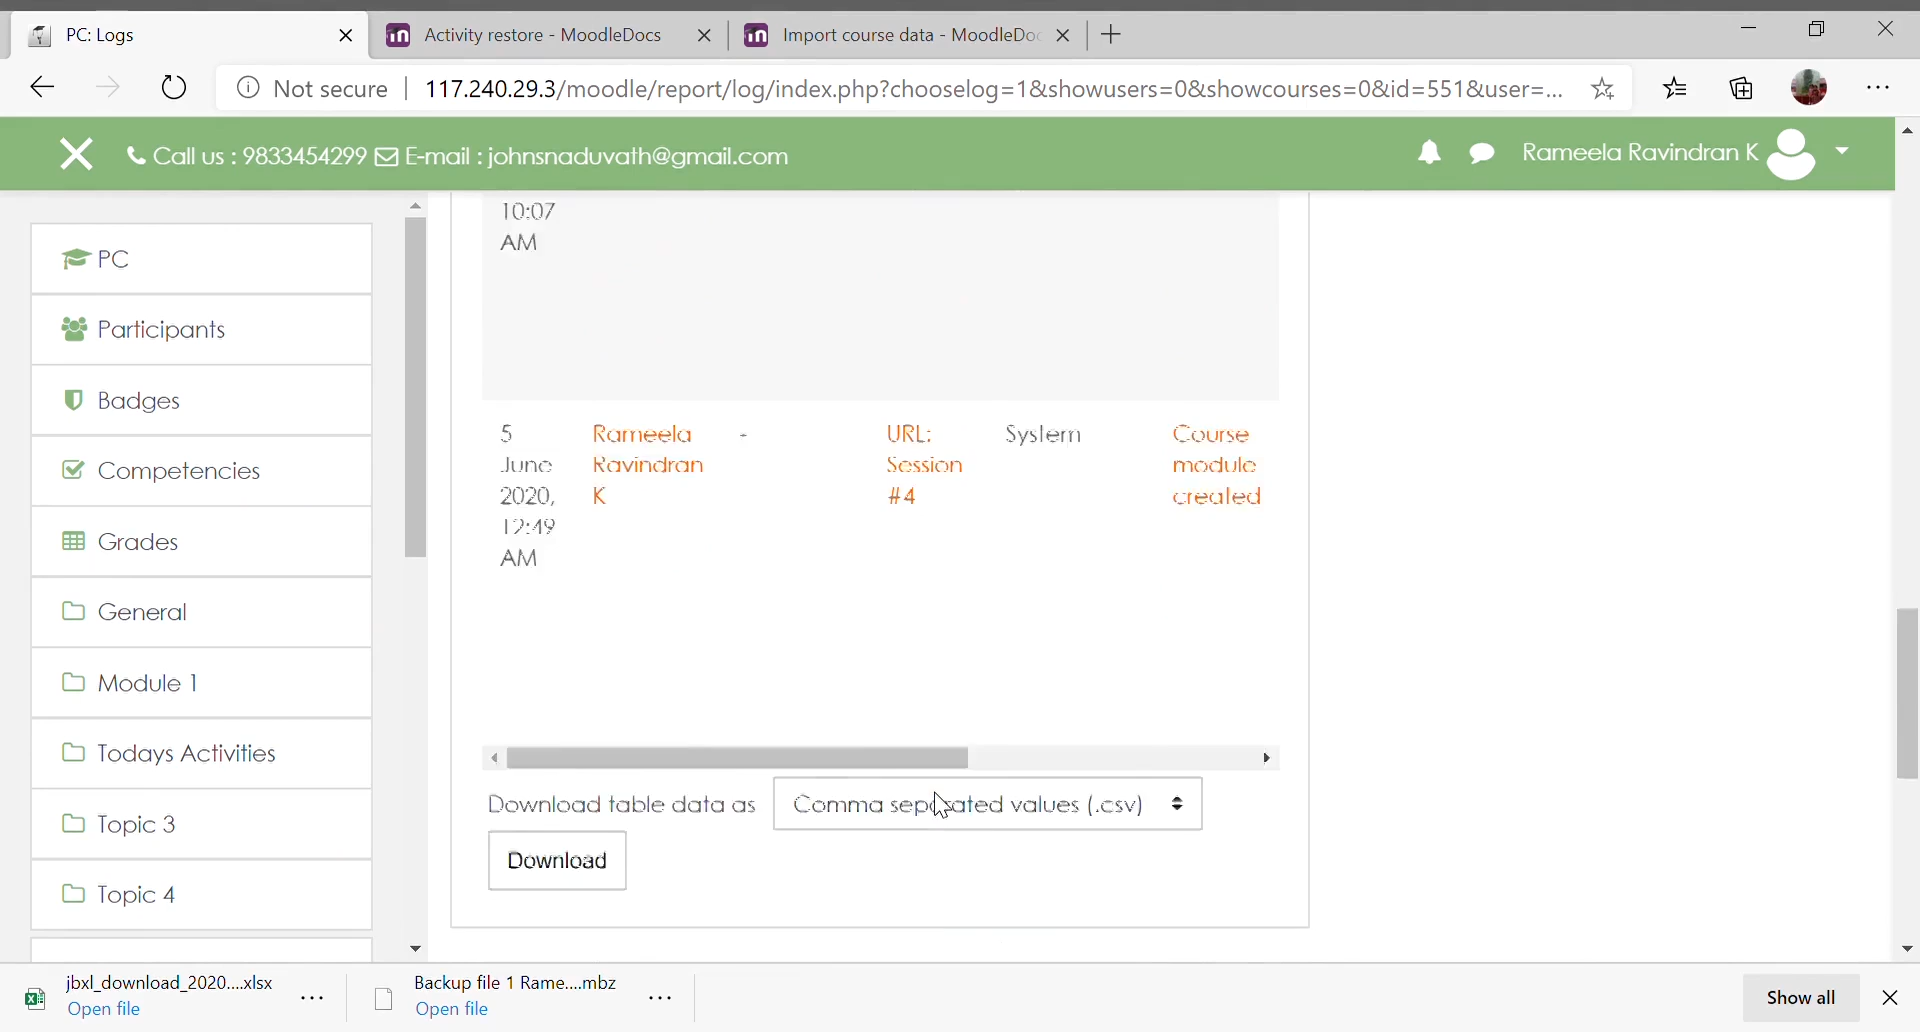 PC: Logs
Activity restore - MoodleDocs
Import course data - MoodleDoc
Not secure
117.240.29.3/moodle/report/log/index.php?chooselog=1&showusers=0&showcourses=0&id=551&user=...
Call us : 9833454299 E-mail : johnsnaduvath@gmail.com
Rameela Ravindran K
PC
Participants
Badges
Competencies
Grades
General
Module 1
Todays Activities
Topic 3
Topic 4
10:07
AM
5
June
2020,
12:49
AM
Rameela
Ravindran
K
-
URL:
Session
#4
System
Course
module
created
Download table data as
Comma separated values (.csv)
Download
jbxl_download_2020....xlsx
Open file
Backup file 1 Rame....mbz
Open file
Show all